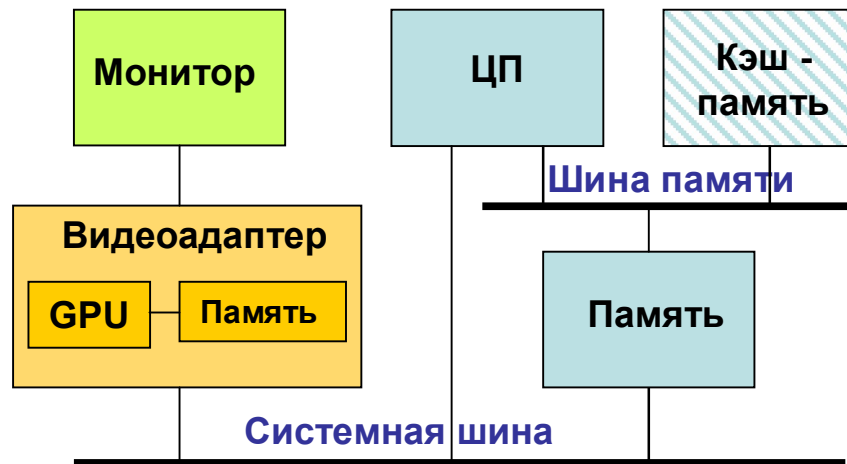 Монитор
ЦП
Кэш -
память
Шина памяти
Видеоадаптер
GPU
Память
Память
Системная шина